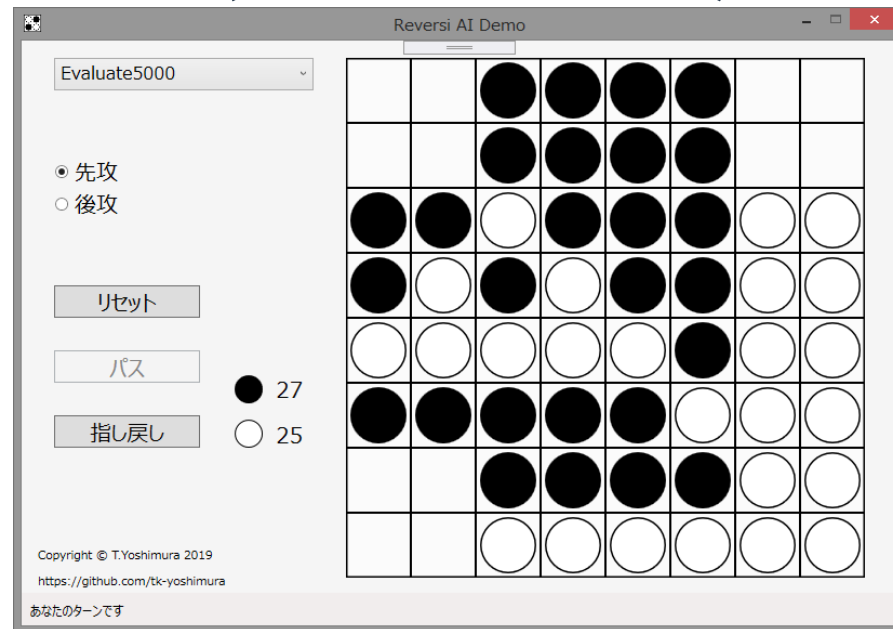 Reversi AI Demo
Evaluate5000
先攻
後攻
リセット
パス
27
指し戻し
25
Copyright © T.Yoshimura 2019
https://github.com/tk-yoshimura
あなたのターンです